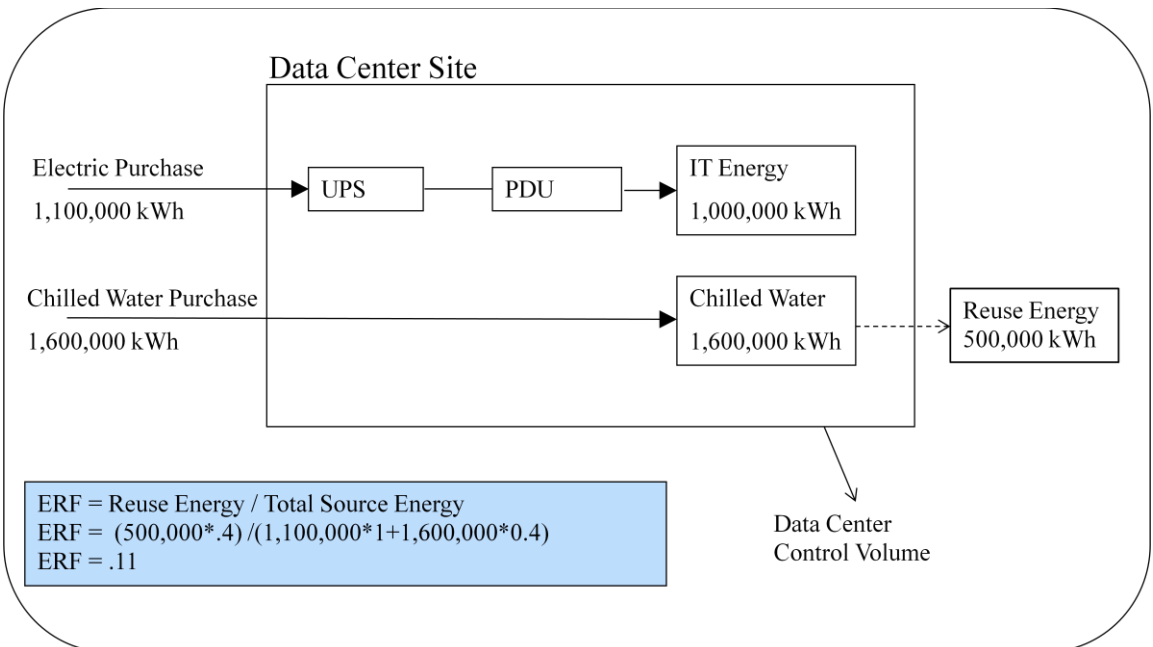 Data Center Site
Electric Purchase
1,100,000 kWh
UPS
PDU
IT Energy
1,000,000 kWh
Chilled Water Purchase
1,600,000 kWh
Chilled Water
1,600,000 kWh
Reuse Energy
500,000 kWh
ERF = Reuse Energy / Total Source Energy
ERF =  (500,000*.4) /(1,100,000*1+1,600,000*0.4)
ERF = .11
Data Center
Control Volume